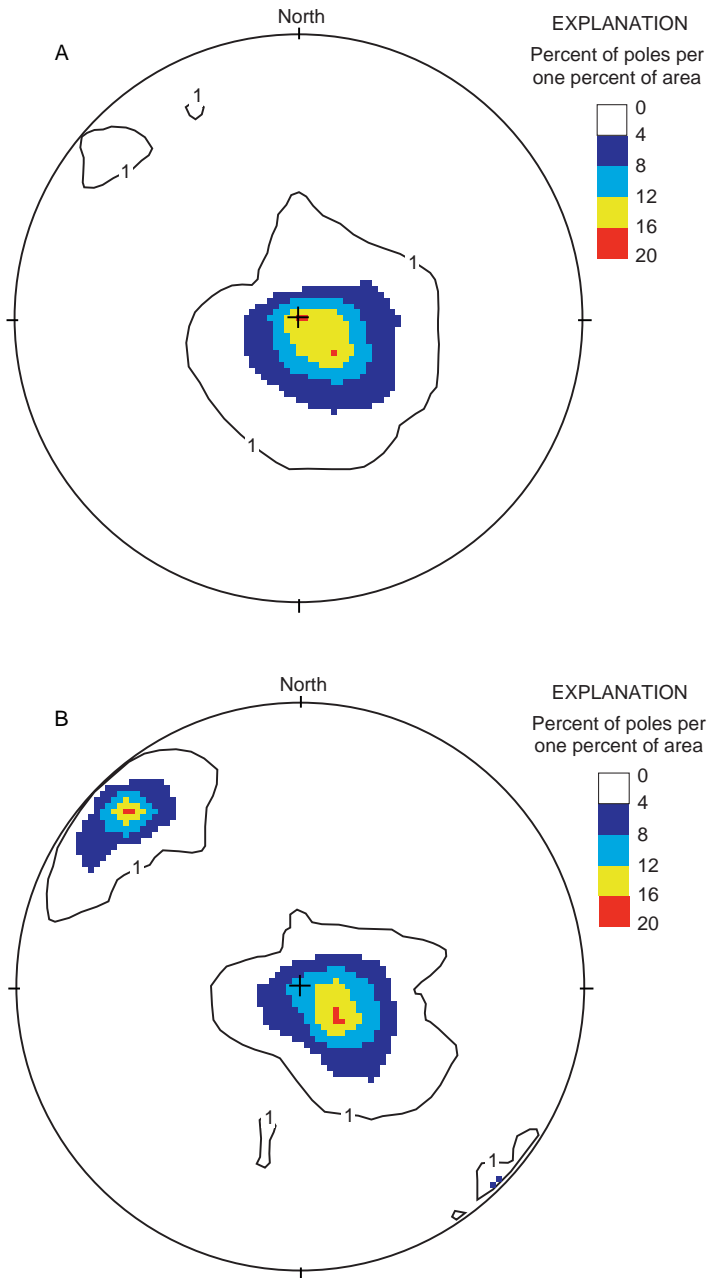 North
A
EXPLANATION
Percent of poles per
one percent of area
0
4
8
12
16
20
1
1
1
1
North
B
EXPLANATION
Percent of poles per
one percent of area
0
4
8
12
16
20
1
1
1
1